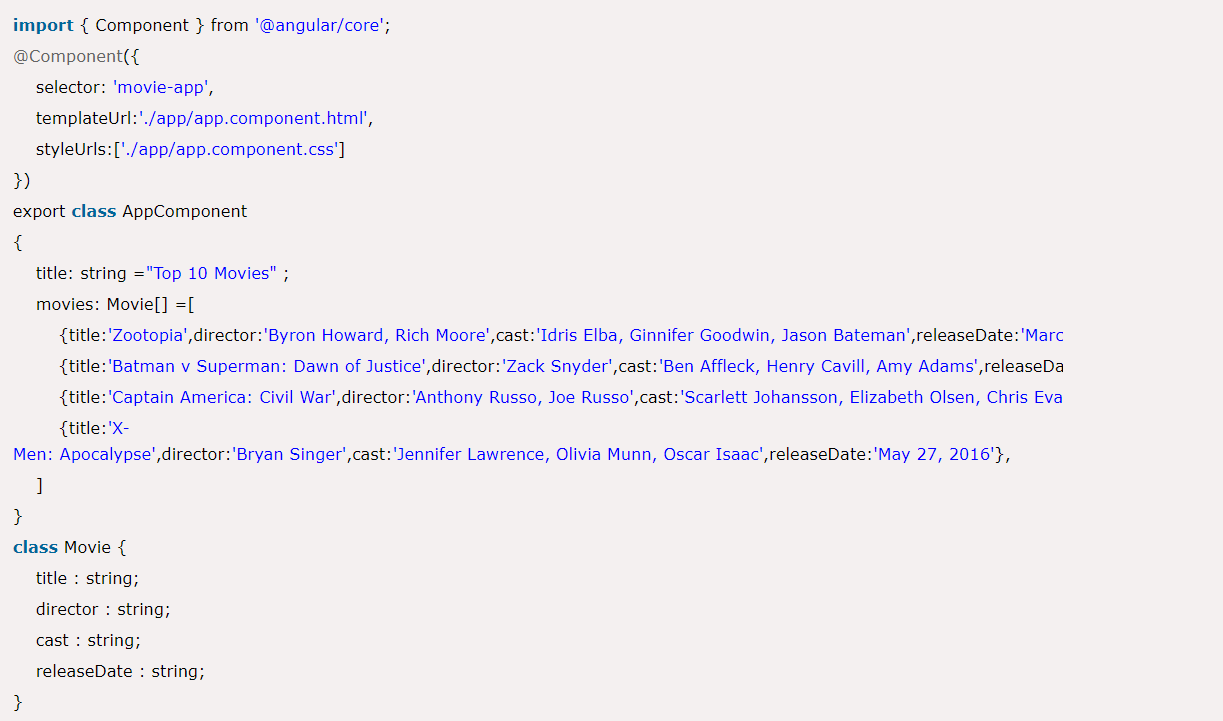 import { Component } from '@angular/core';
@Component({
selector: 'movie-app',
templateUrl:'./app/app.component.html',
styleUrls:['./app/app.component.css']
})
export class AppComponent
{
title: string ="Top 10 Movies" ;
movies: Movie[] =[
{title:'Zootopia',director:'Byron Howard, Rich Moore',cast:'Idris Elba, Ginnifer Goodwin, Jason Bateman',releaseDate:'Marc
{title:'Batman v Superman: Dawn of Justice',director:'Zack Snyder',cast:'Ben Affleck, Henry Cavill, Amy Adams',releaseDa
{title:'Captain America: Civil War',director:'Anthony Russo, Joe Russo',cast:'Scarlett Johansson, Elizabeth Olsen, Chris Eva
{title:'X-
Men: Apocalypse',director:'Bryan Singer',cast:'Jennifer Lawrence, Olivia Munn, Oscar Isaac',releaseDate:'May 27, 2016'},
]
}
class Movie {
title : string;
director : string;
cast : string;
releaseDate : string;
}